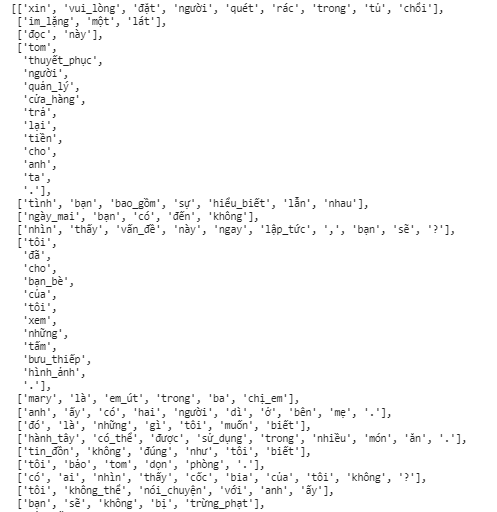 [['xin', 'vui_lòng', 'đặt', 'người', 'quét', 'rác', 'trong', 'tủ', 'chổi'],
['im_lặng', 'một', 'lát'],
['đọc', 'này'],
['tom',
'thuyết_phục',
'người',
'quản_lý',
'cửa_hàng',
'trả',
'lại',
'tiền',
'cho',
'anh',
'ta',
'.'],
['tình', 'bạn', 'bao_gồm', 'sự', 'hiểu_biết', 'lẫn', 'nhau'],
['ngày_mai', 'bạn', 'có', 'đến', 'không'],
['nhìn', 'thấy', 'vấn_đề', 'này', 'ngay', 'lập_tức', ',', 'bạn', 'sẽ', '?'],
['tôi',
'đã',
'cho',
'bạn_bè',
'của',
'tôi',
'xem',
'những',
'tấm',
'bưu_thiếp',
'hình_ảnh',
'.'],
['mary', 'là', 'em_út', 'trong', 'ba', 'chị_em'],
['anh', 'ấy', 'có', 'hai', 'người', 'dì', 'ở', 'bên', 'mẹ', '.'],
['đó', 'là', 'những', 'gì', 'tôi', 'muốn', 'biết'],
['hành_tây', 'có_thể', 'được', 'sử_dụng', 'trong', 'nhiều', 'món', 'ăn', '.'],
['tin_đồn', 'không', 'đúng', 'như', 'tôi', 'biết'],
['tôi', 'bảo', 'tom', 'dọn', 'phòng', '.'],
['có', 'ai', 'nhìn', 'thấy', 'cốc', 'bia', 'của', 'tôi', 'không', '?'],
['tôi', 'không_thể', 'nói_chuyện', 'với', 'anh', 'ấy'],
['bạn', 'sẽ', 'không', 'bị', 'trừng_phạt'],